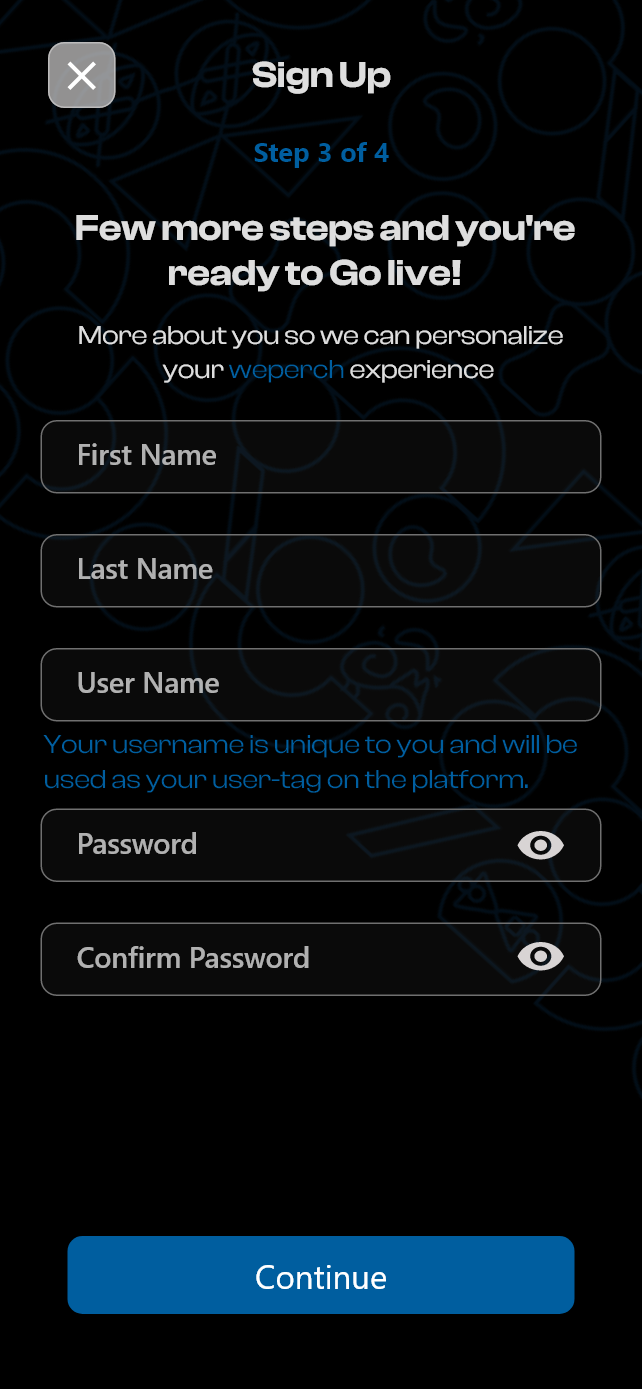 Sign Up
Step 3 of 4
Few more steps and you're
ready to Go live!
More about you so we can personalize
your weperch experience
First Name
Last Name
User Name
Your username is unique to you and will be
used as your user-tag on the platform.
Password
Confirm Password
Continue